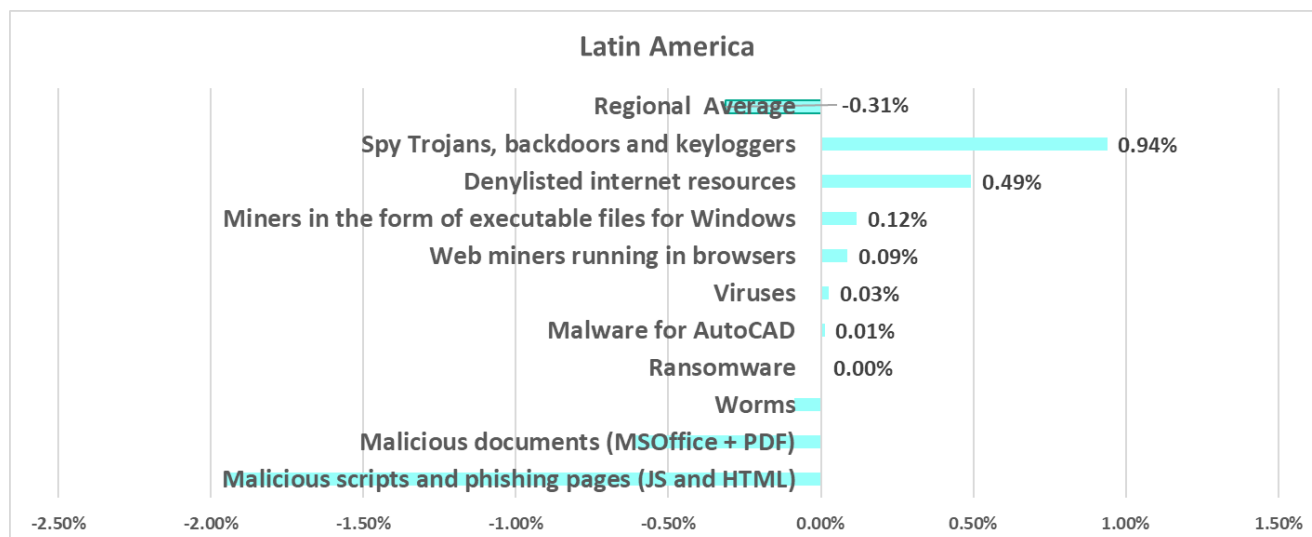 Latin America
Regional  Average
-0.31%
Spy Trojans, backdoors and keyloggers
0.94%
Denylisted internet resources
0.49%
Miners in the form of executable files for Windows
0.12%
Web miners running in browsers
0.09%
Viruses
0.03%
Malware for AutoCAD
0.01%
Ransomware
0.00%
Worms
Malicious documents (MSOffice + PDF)
Malicious scripts and phishing pages (JS and HTML)
-2.50% -2.00% -1.50% -1.00% -0.50% 0.00% 0.50% 1.00% 1.50%